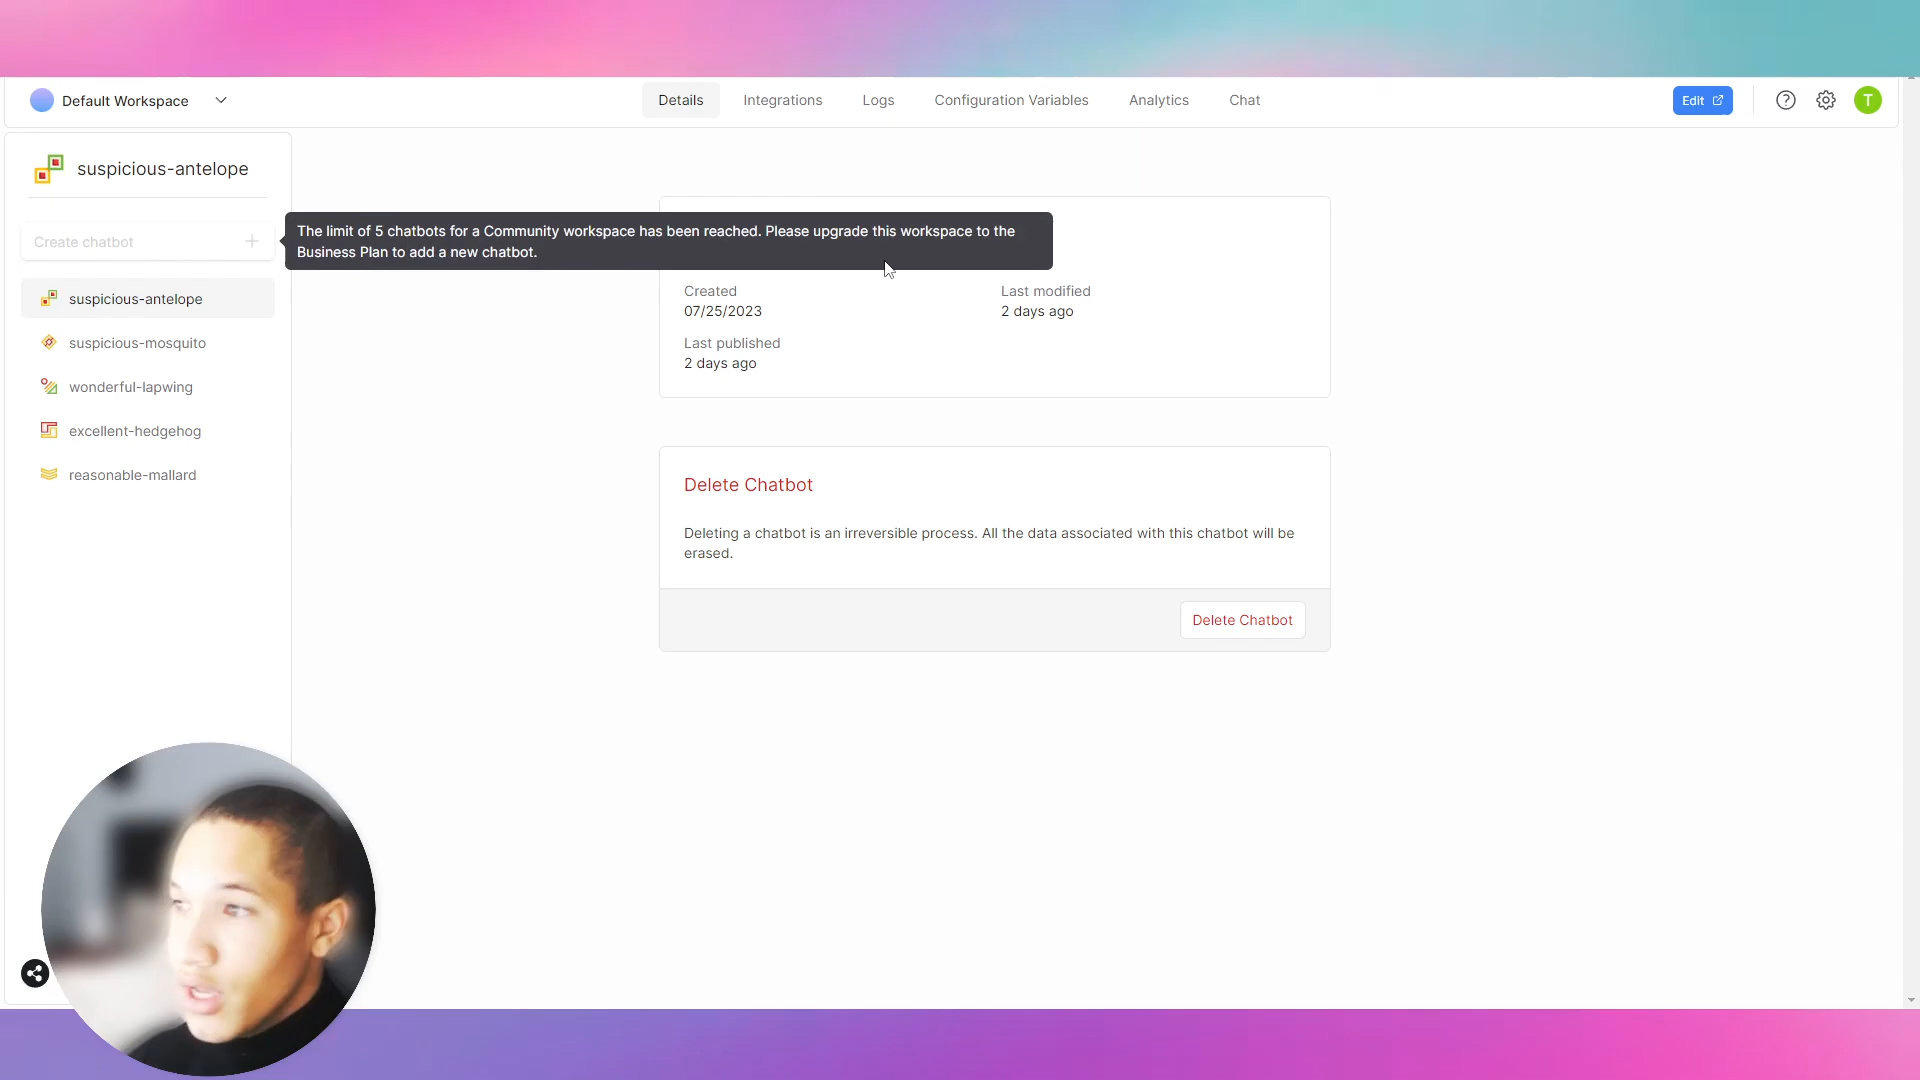 Default Workspace
Details
Integrations
Logs
Configuration Variables
Analytics
Chat
Edit
T
suspicious-antelope
Create chatbot
The limit of 5 chatbots for a Community workspace has been reached. Please upgrade this workspace to the
Business Plan to add a new chatbot.
suspicious-antelope
suspicious-mosquito
wonderful-lapwing
excellent-hedgehog
reasonable-mallard
Created
07/25/2023
Last modified
2 days ago
Last published
2 days ago
Delete Chatbot
Deleting a chatbot is an irreversible process. All the data associated with this chatbot will be
erased.
Delete Chatbot